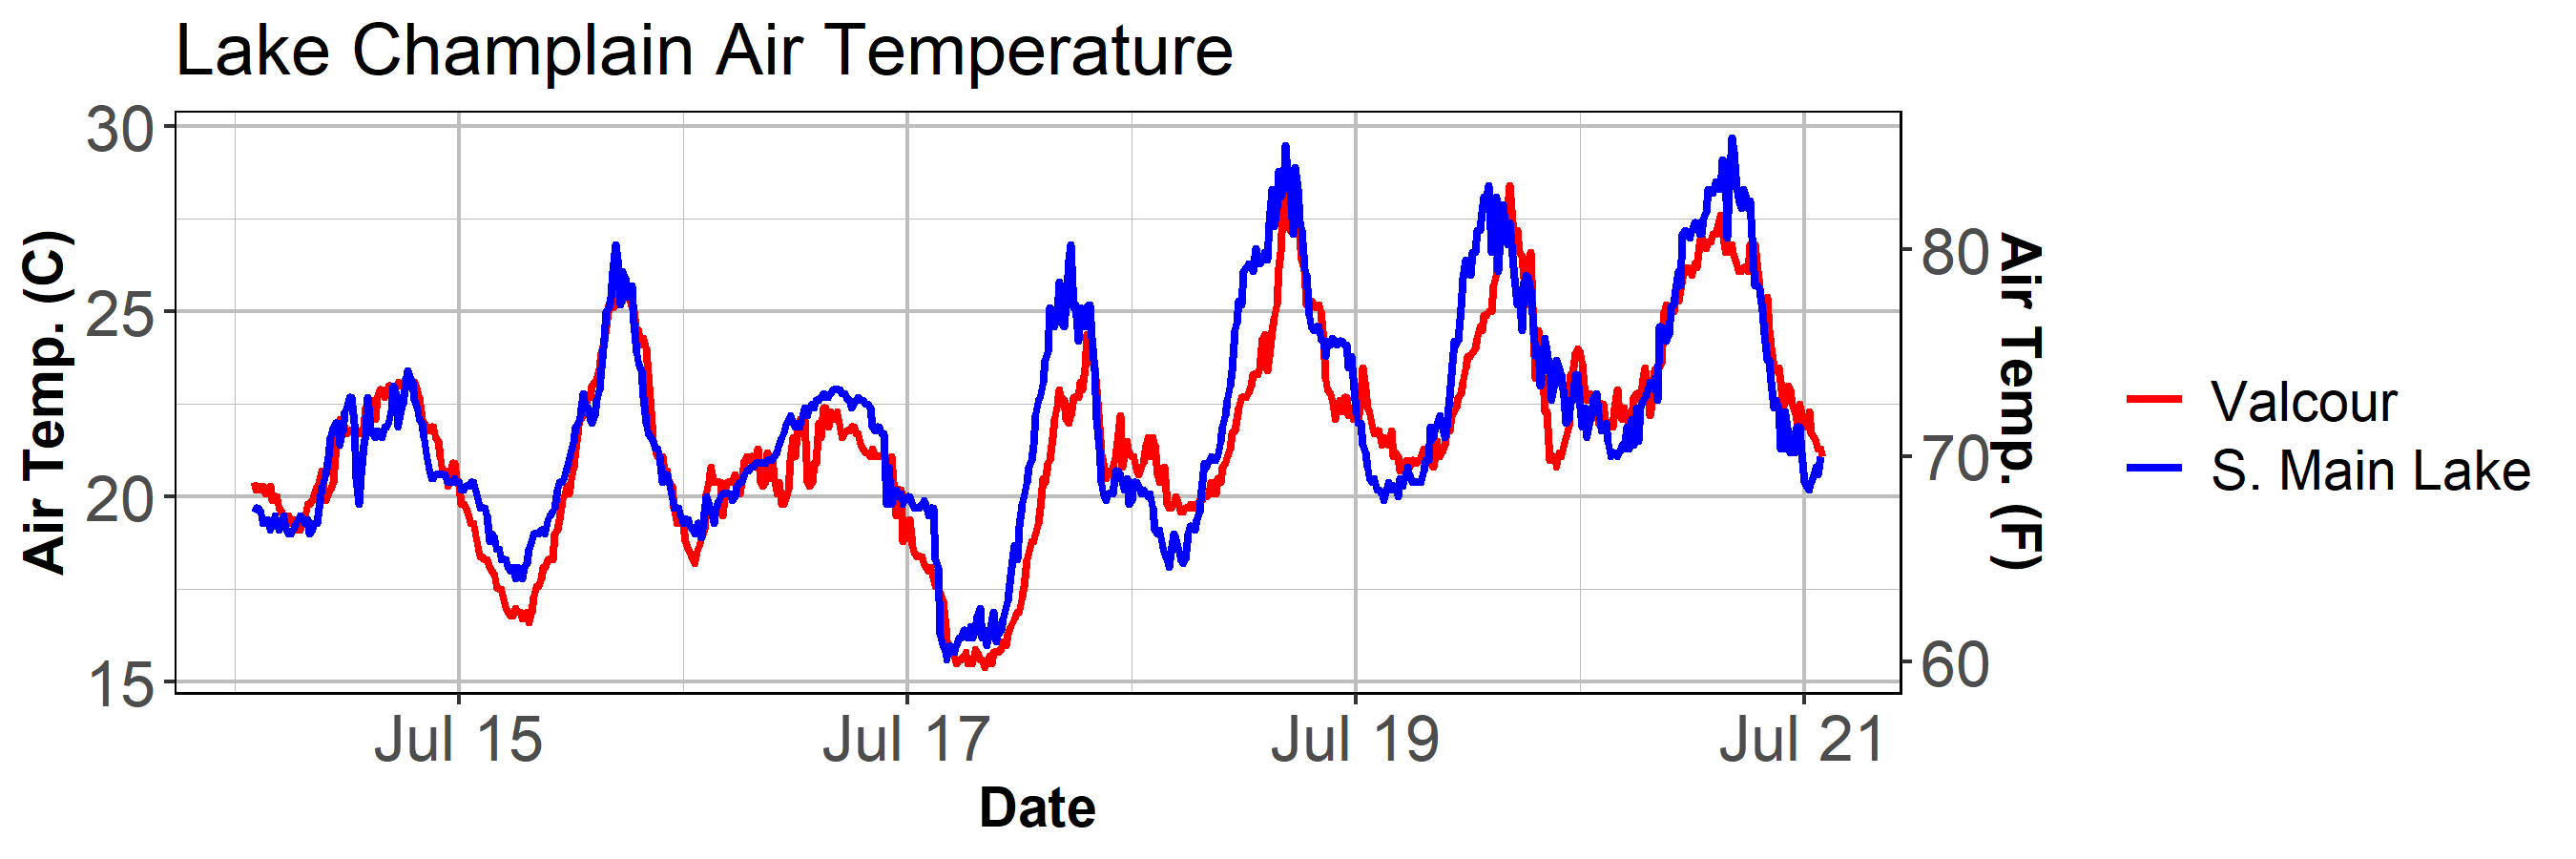 Lake Champlain Air Temperature
Air Temp. (C)
30
25
20
15
80
70
60
Air Temp. (F)
Jul 15 Jul 17 Jul 19 Jul 21
Date
Valcour
S. Main Lake